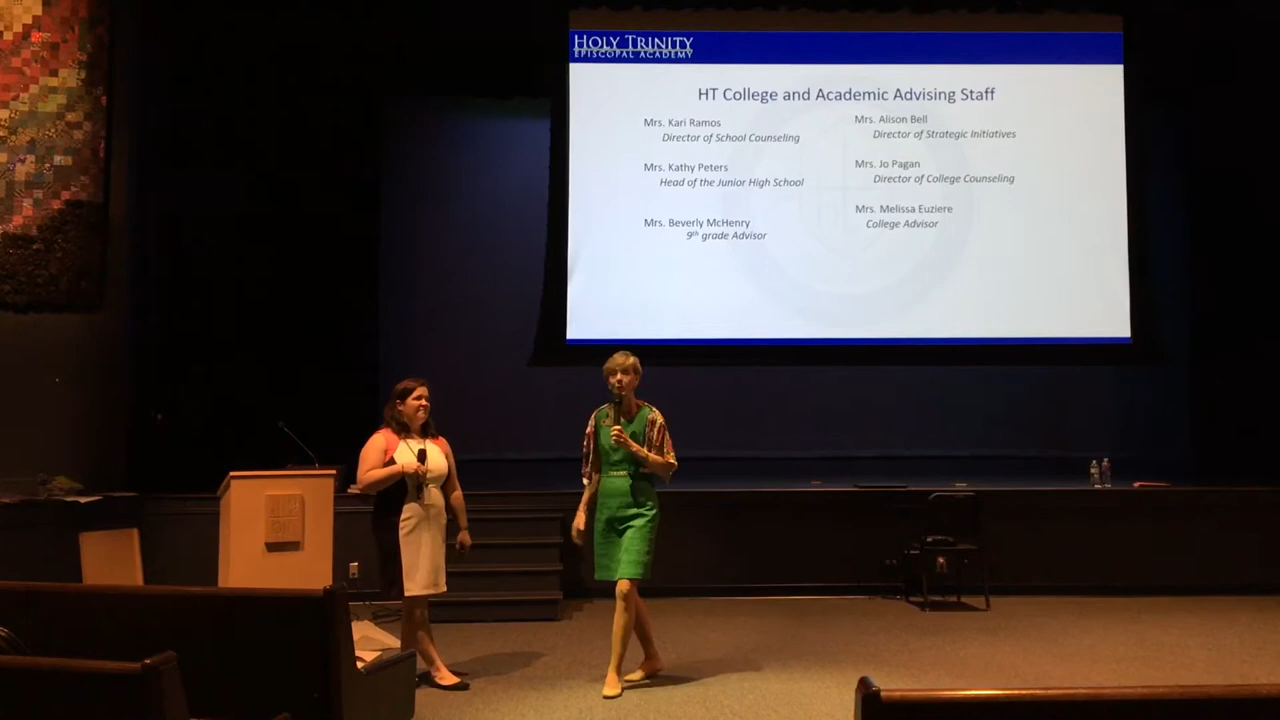 HOLY TRINITY
EPISCOPAL ACADEMY
HT College and Academic Advising Staff
Mrs. Kari Ramos
Director of School Counseling
Mrs. Kathy Peters
Head of the Junior High School
Mrs. Beverly McHenry
9th grade Advisor
Mrs. Alison Bell
Director of Strategic Initiatives
Mrs. Jo Pagan
Director of College Counseling
Mrs. Melissa Euziere
College Advisor